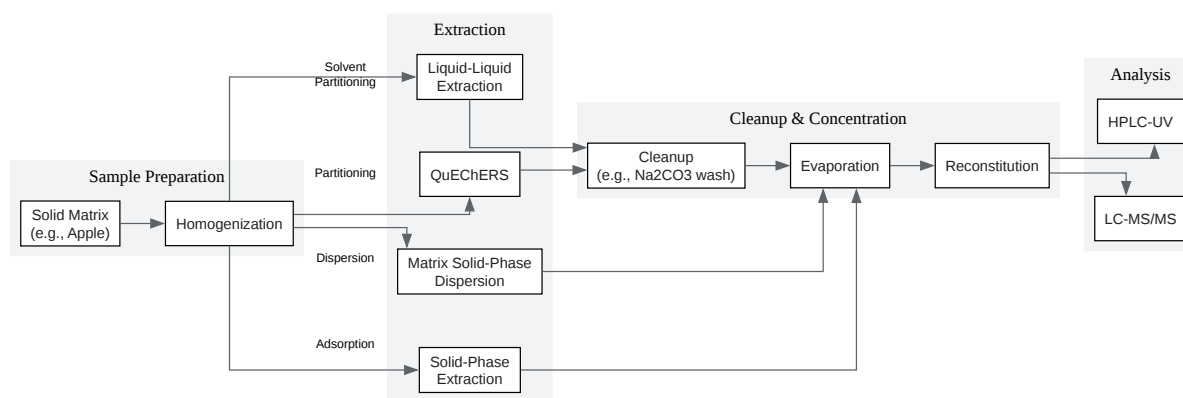 Sample Preparation
Solid Matrix
(e.g., Apple)
Homogenization
Solvent
Partitioning
Partitioning
Dispersion
Adsorption
Extraction
Liquid-Liquid
Extraction
QuEChERS
Matrix Solid-Phase
Dispersion
Solid-Phase
Extraction
Cleanup & Concentration
Cleanup
(e.g., Na2CO3 wash)
Evaporation
Reconstitution
Analysis
HPLC-UV
LC-MS/MS